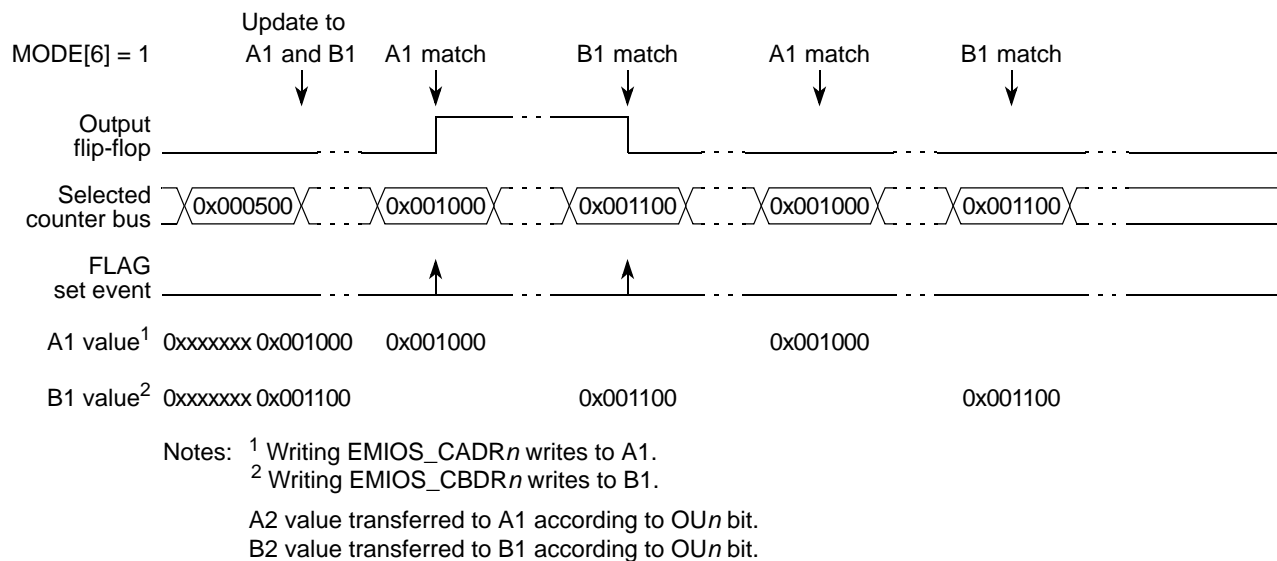 Update to
MODE[6] = 1 A1 and B1 A1 match B1 match A1 match B1 match
Output
flip-flop
Selected
counter bus 0x000500 0x001000 0x001100 0x001000 0x001100
FLAG
set event
A1 value1 0xxxxxxx 0x001000 0x001000 0x001000
B1 value2 0xxxxxxx 0x001100 0x001100 0x001100
Notes: 1 Writing EMIOS_CADRn writes to A1.
2 Writing EMIOS_CBDRn writes to B1.
A2 value transferred to A1 according to OUn bit.
B2 value transferred to B1 according to OUn bit.